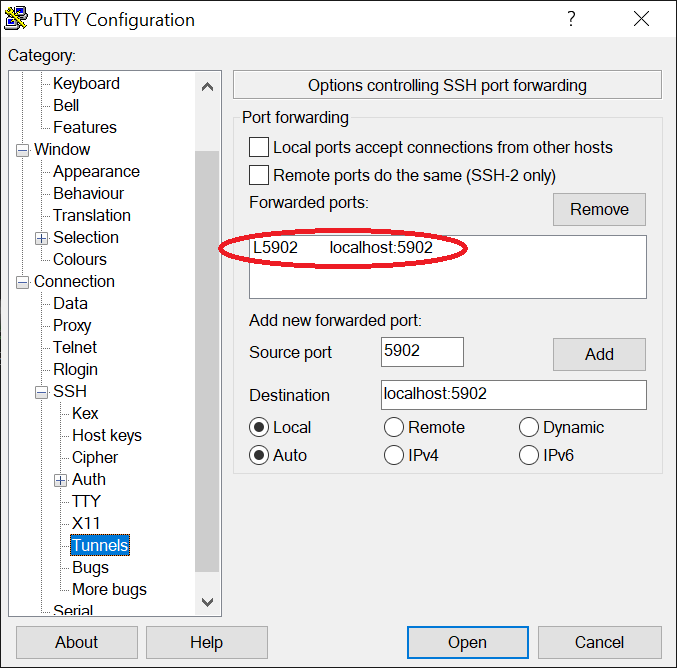 PuTTY Configuration
Category:
Keyboard
Bell
Features
Window
Appearance
Behaviour
Translation
Selection
Colours
Connection
Data
Proxy
Telnet
Rlogin
SSH
Kex
Host keys
Cipher
Auth
TTY
X11
Tunnels
Bugs
More bugs
Serial
Options controlling SSH port forwarding
Port forwarding
Local ports accept connections from other hosts
Remote ports do the same (SSH-2 only)
Forwarded ports:
Remove
L5902 localhost:5902
Add new forwarded port:
Source port 5902 Add
Destination localhost:5902
Local Remote Dynamic
Auto IPv4 IPv6
About Help Open Cancel